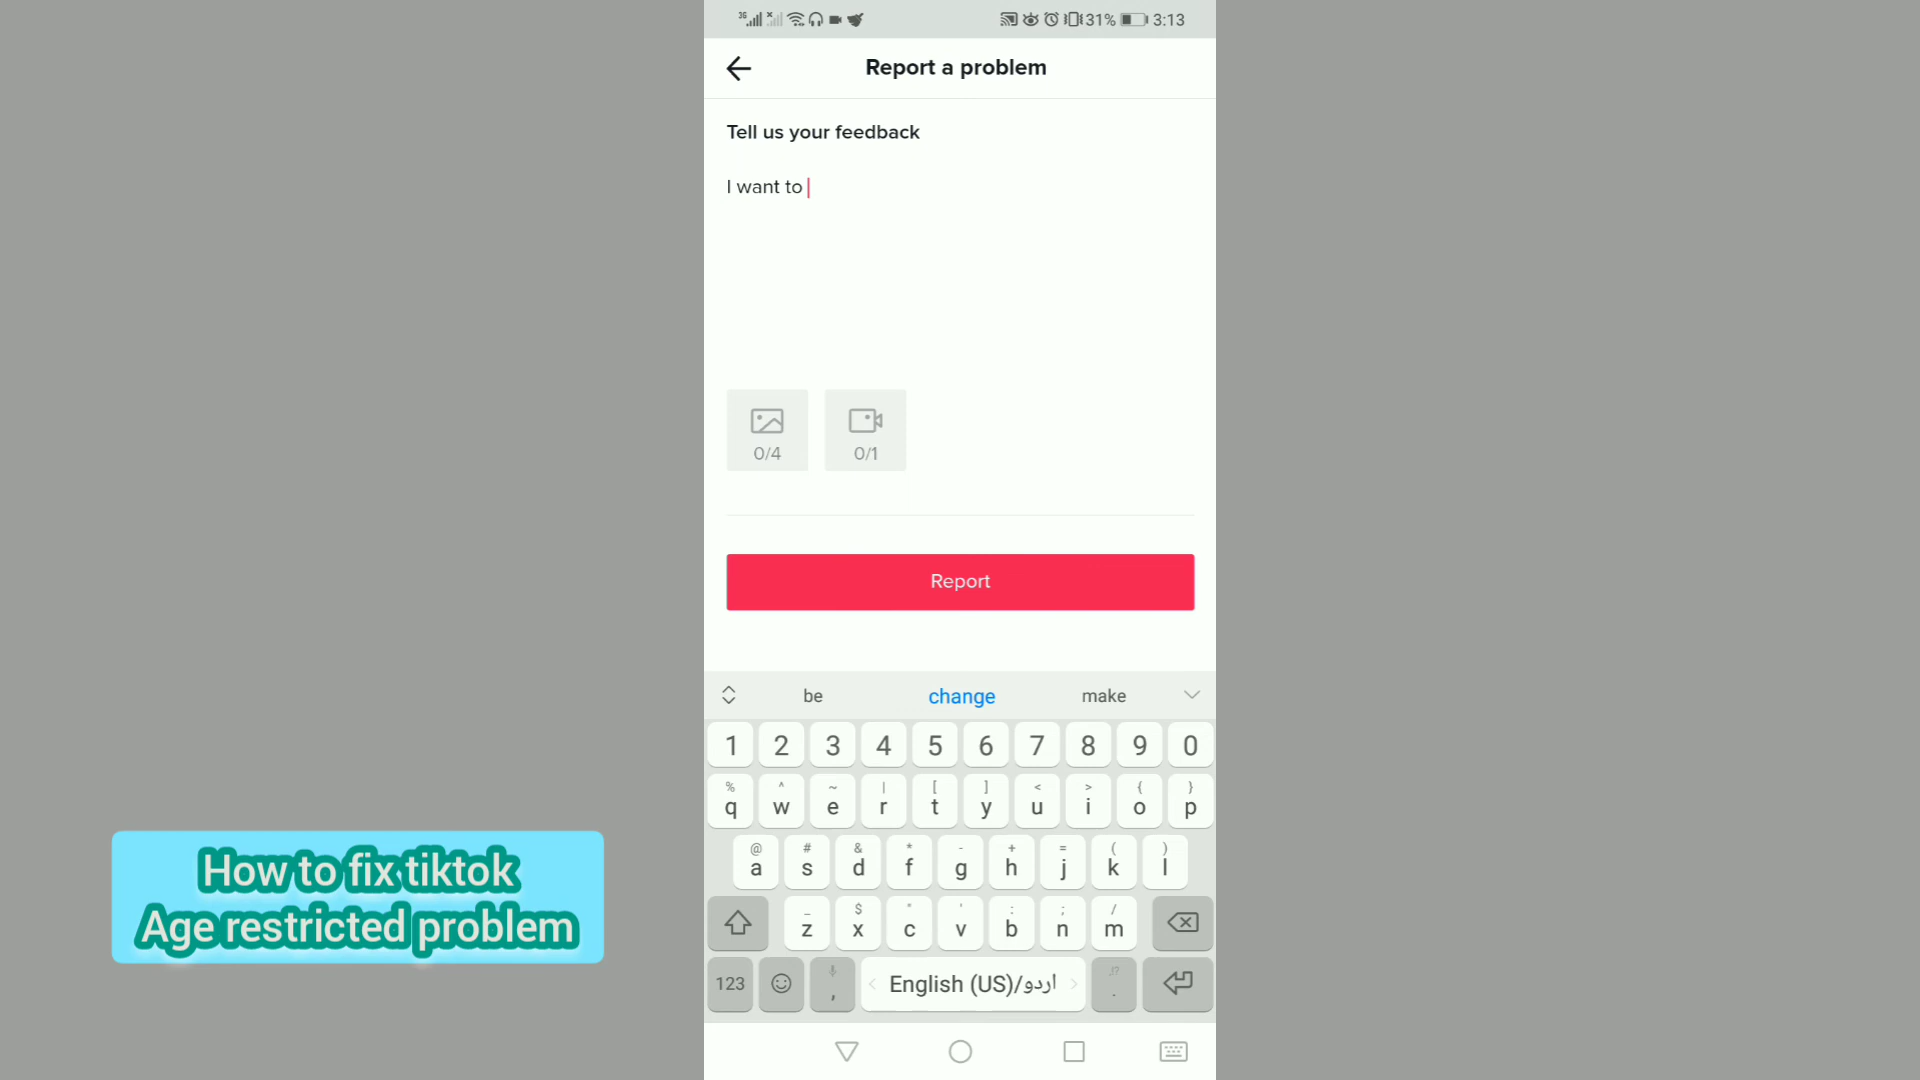 3G 31% 3:13
Report a problem
Tell us your feedback
I want to
0/4 0/1
Report
be change make
1 2 3 4 5 6 7 8 9 0
% ^ ~ | [ ] < > { }
q w e r t y u i o p
@ # & * - + = ( )
a s d f g h j k l
_ $ " ' : ; /
z x c v b n m
123 , English (US)/اردو .
How to fix tiktok
Age restricted problem